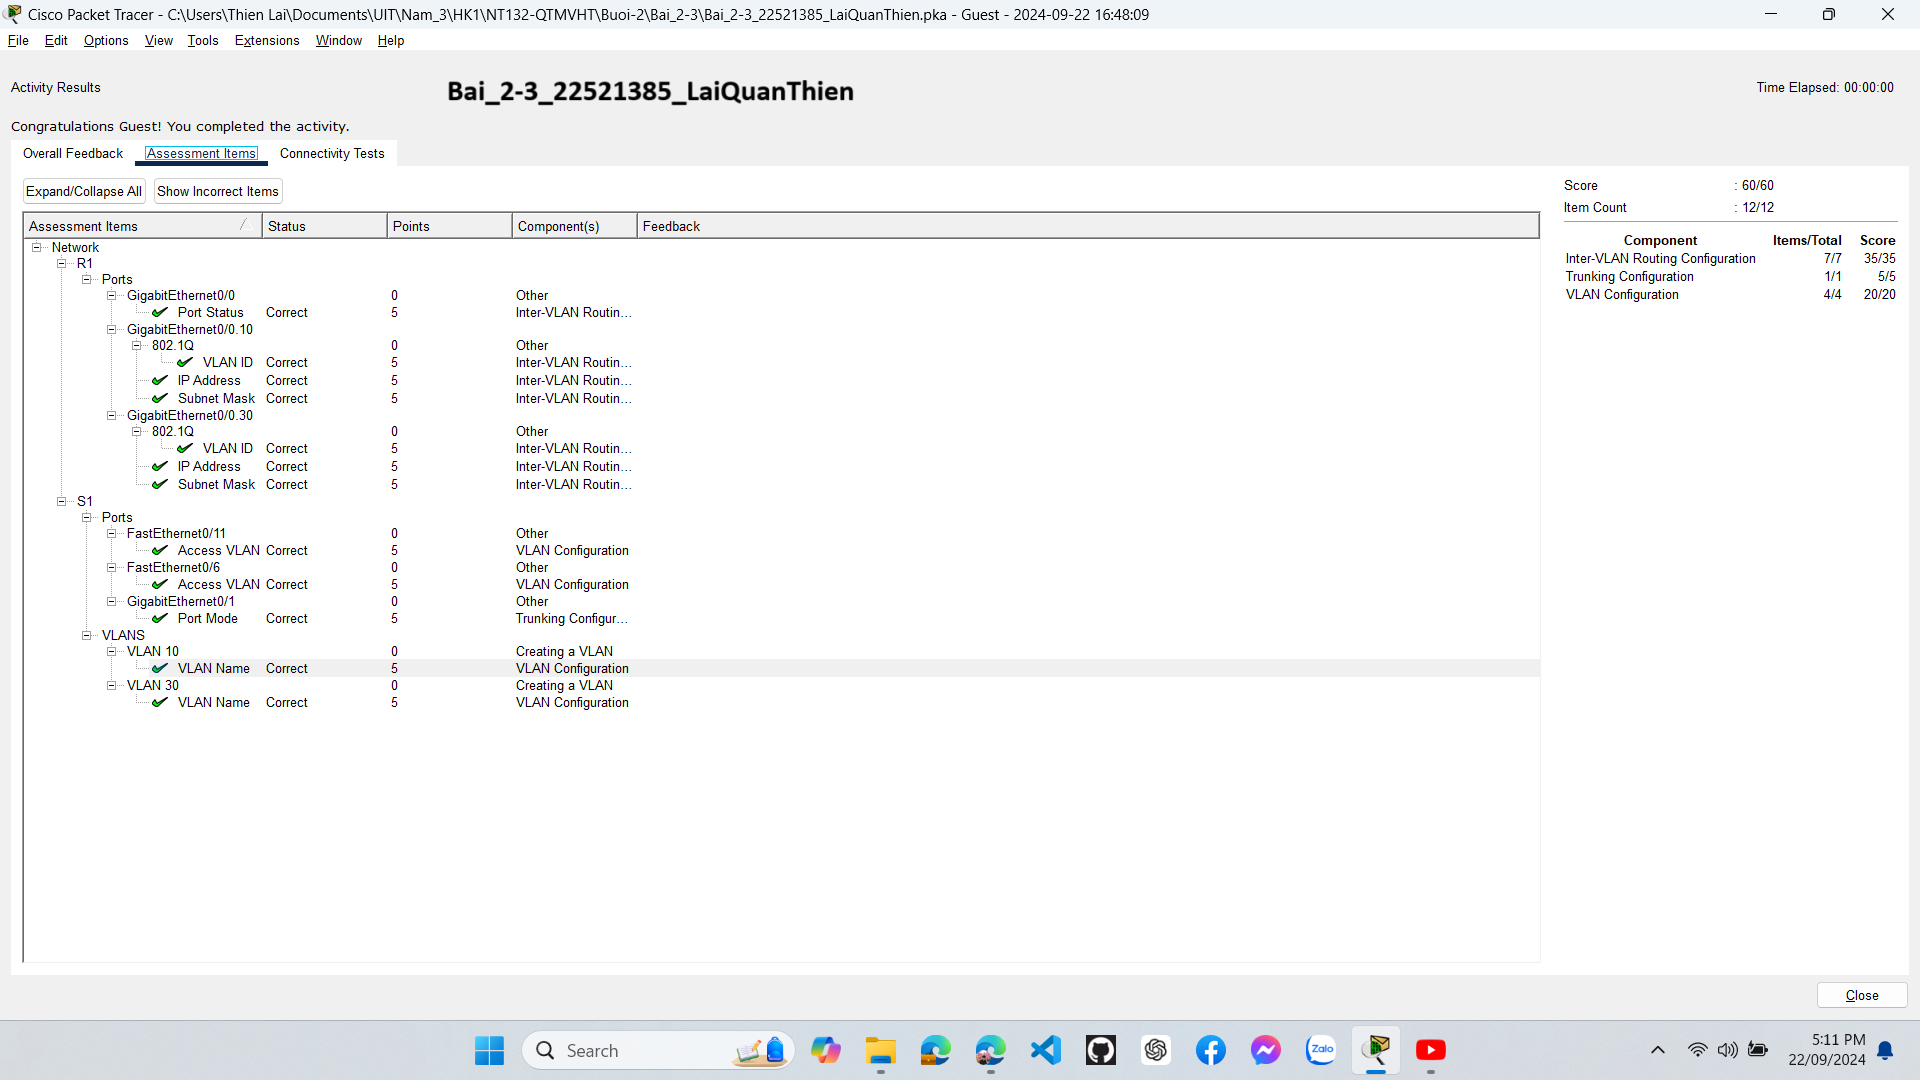 Cisco Packet Tracer - C:\Users\Thien Lai\Documents\UIT\Nam_3\HK1\NT132-QTMVHT\Buoi-2\Bai_2-3\Bai_2-3_22521385_LaiQuanThien.pka - Guest - 2024-09-22 16:48:09
File Edit Options View Tools Extensions Window Help
Activity Results Bai_2-3_22521385_LaiQuanThien Time Elapsed: 00:00:00
Congratulations Guest! You completed the activity.
Overall Feedback Assessment Items Connectivity Tests
Expand/Collapse All Show Incorrect Items
Assessment Items Status Points Component(s) Feedback
Network
R1
Ports
GigabitEthernet0/0 0 Other
Port Status Correct 5 Inter-VLAN Routin...
GigabitEthernet0/0.10
802.1Q 0 Other
VLAN ID Correct 5 Inter-VLAN Routin...
IP Address Correct 5 Inter-VLAN Routin...
Subnet Mask Correct 5 Inter-VLAN Routin...
GigabitEthernet0/0.30
802.1Q 0 Other
VLAN ID Correct 5 Inter-VLAN Routin...
IP Address Correct 5 Inter-VLAN Routin...
Subnet Mask Correct 5 Inter-VLAN Routin...
S1
Ports
FastEthernet0/11 0 Other
Access VLAN Correct 5 VLAN Configuration
FastEthernet0/6 0 Other
Access VLAN Correct 5 VLAN Configuration
GigabitEthernet0/1 0 Other
Port Mode Correct 5 Trunking Configur...
VLANS
VLAN 10 0 Creating a VLAN
VLAN Name Correct 5 VLAN Configuration
VLAN 30 0 Creating a VLAN
VLAN Name Correct 5 VLAN Configuration
Score : 60/60
Item Count : 12/12
Component Items/Total Score
Inter-VLAN Routing Configuration 7/7 35/35
Trunking Configuration 1/1 5/5
VLAN Configuration 4/4 20/20
Close
Search
Zalo
5:11 PM
22/09/2024